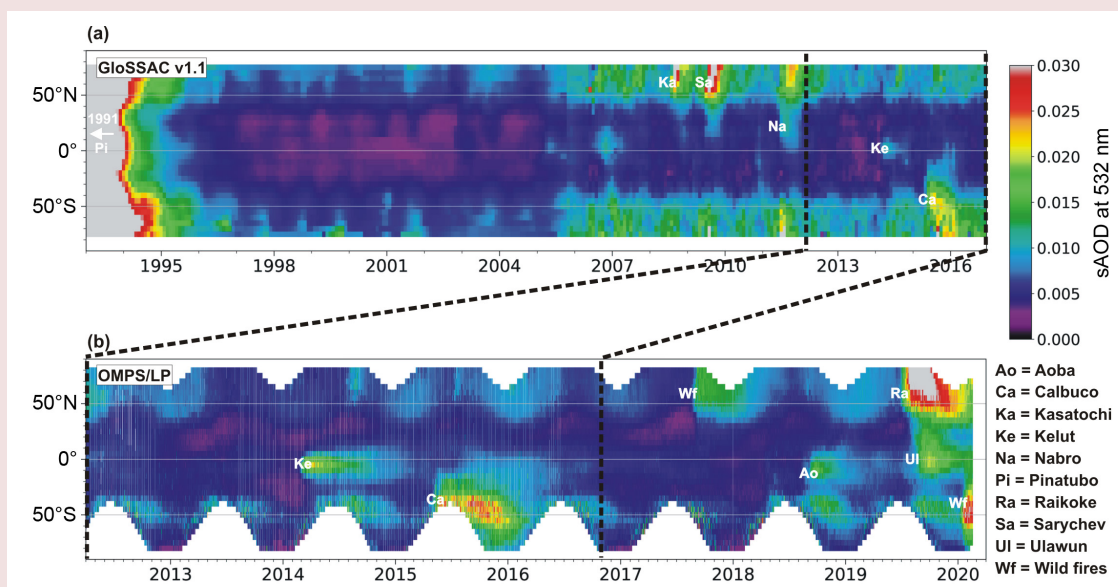 (a)
GloSSAC v1.1
50°N
0°
50°S
1991
Pi
Ka
Sa
Na
Ke
Ca
1995 1998 2001 2004 2007 2010 2013 2016
0.030
0.025
0.020
0.015
0.010
0.005
0.000
sAOD at 532 nm
(b)
OMPS/LP
50°N
0°
50°S
Ke
Ca
Wf
Ra
Ao
Ul
Wf
2013 2014 2015 2016 2017 2018 2019 2020
Ao = Aoba
Ca = Calbuco
Ka = Kasatochi
Ke = Kelut
Na = Nabro
Pi = Pinatubo
Ra = Raikoke
Sa = Sarychev
Ul = Ulawun
Wf = Wild fires